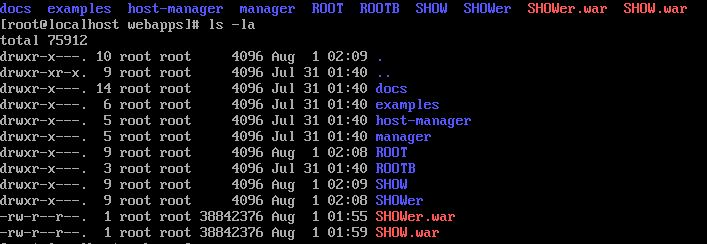 docs examples host-manager manager ROOT ROOTB SHOW SHOWer SHOWer.war SHOW.war
[root@localhost webapps]# ls -la
total 75912
drwxr-x---. 10 root root 4096 Aug 1 02:09 .
drwxr-xr-x. 9 root root 4096 Jul 31 01:40 ..
drwxr-x---. 14 root root 4096 Jul 31 01:40 docs
drwxr-x---. 6 root root 4096 Jul 31 01:40 examples
drwxr-x---. 5 root root 4096 Jul 31 01:40 host-manager
drwxr-x---. 5 root root 4096 Jul 31 01:40 manager
drwxr-x---. 9 root root 4096 Aug 1 02:08 ROOT
drwxr-x---. 3 root root 4096 Jul 31 01:40 ROOTB
drwxr-x---. 9 root root 4096 Aug 1 02:09 SHOW
drwxr-x---. 9 root root 4096 Aug 1 02:08 SHOWer
-rw-r--r--. 1 root root 38842376 Aug 1 01:55 SHOWer.war
-rw-r--r--. 1 root root 38842376 Aug 1 01:59 SHOW.war